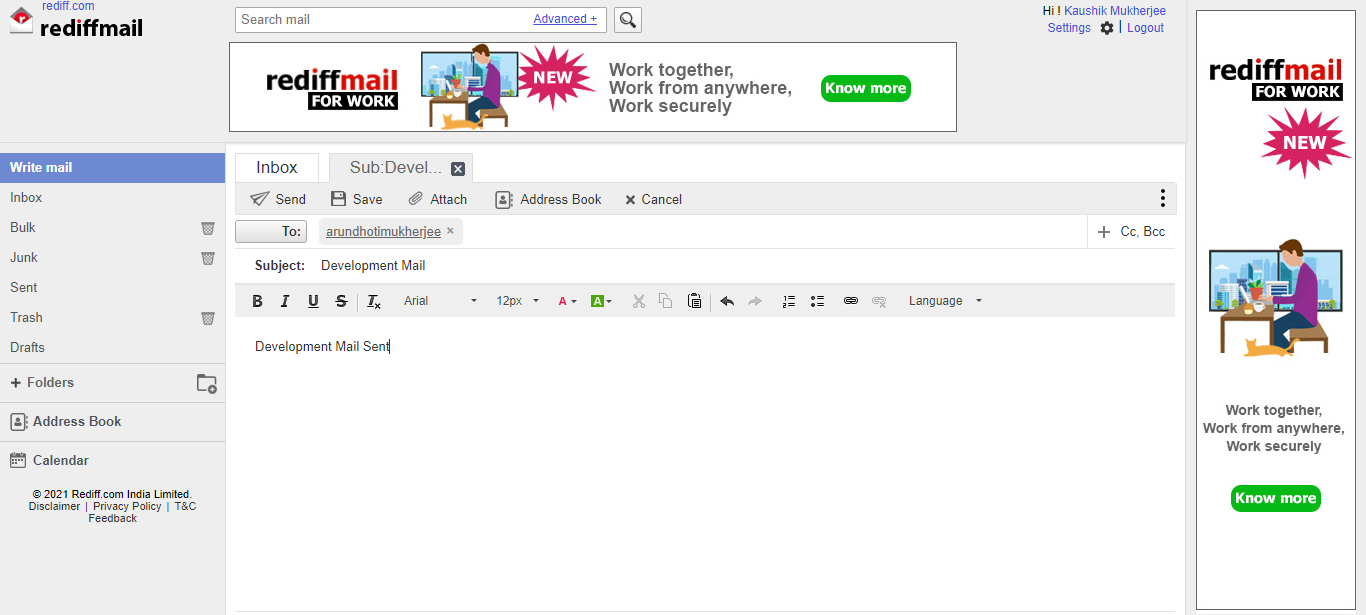 rediff.com
rediffmail
Search mail Advanced +
Hi ! Kaushik Mukherjee
Settings | Logout
rediffmail
FOR WORK
NEW
Work together,
Work from anywhere,
Work securely
Know more
Write mail
Inbox
Bulk
Junk
Sent
Trash
Drafts
+ Folders
Address Book
Calendar
© 2021 Rediff.com India Limited.
Disclaimer | Privacy Policy | T&C
Feedback
Inbox Sub:Devel...
Send Save Attach Address Book Cancel
To: arundhotimukherjee × + Cc, Bcc
Subject: Development Mail
B I U S Tx Arial 12px A A Language
Development Mail Sent
rediffmail
FOR WORK
NEW
Work together,
Work from anywhere,
Work securely
Know more